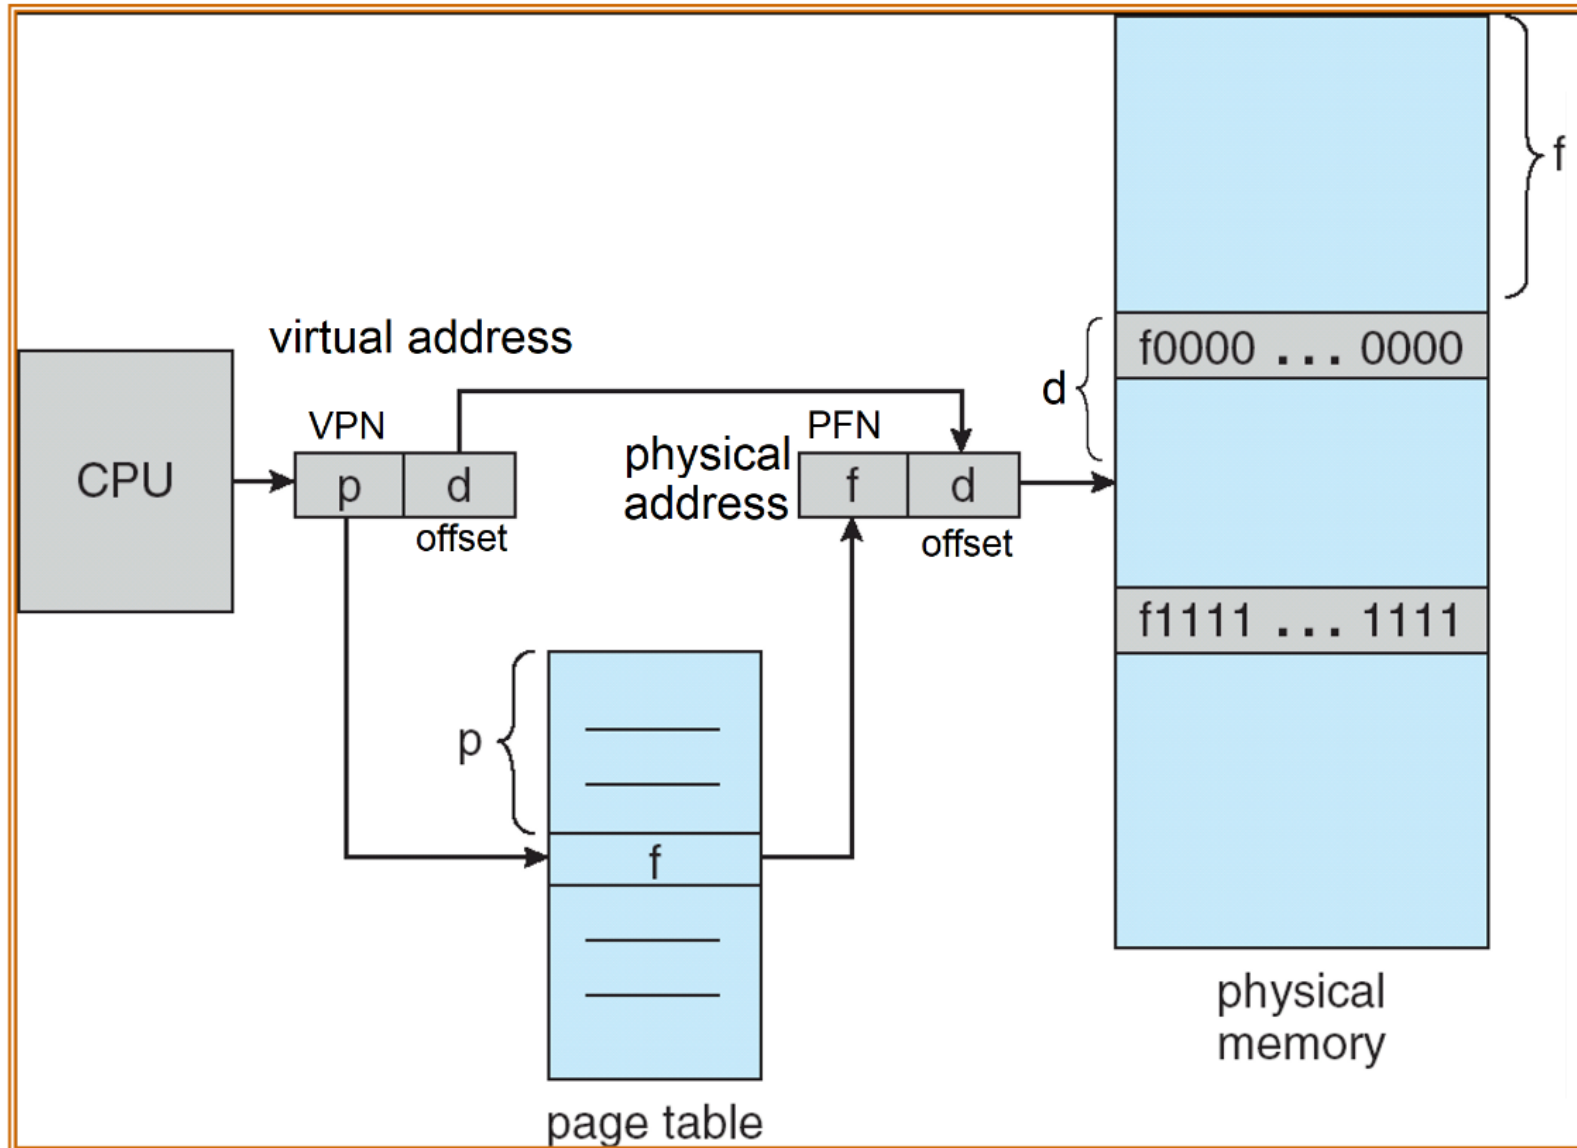 f
virtual address
f0000 ... 0000
d
VPN
PFN
physical
address
CPU
p d
f d
offset
offset
f1111 ... 1111
p
f
physical
memory
page table